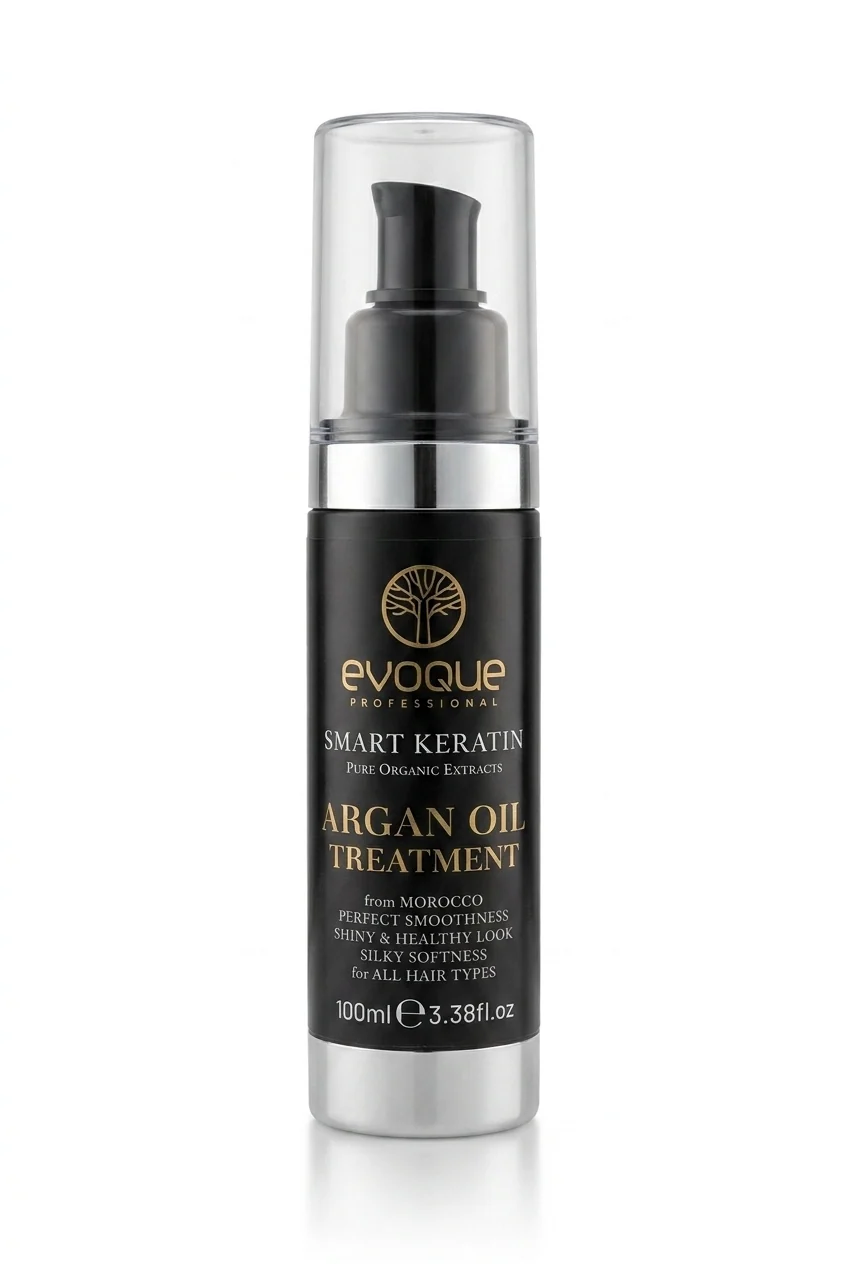 evoque
PROFESSIONAL
SMART KERATIN
PURE ORGANIC EXTRACTS
ARGAN OIL
TREATMENT
from MOROCCO
PERFECT SMOOTHNESS
SHINY & HEALTHY LOOK
SILKY SOFTNESS
for ALL HAIR TYPES
100ml ℮ 3.38fl.oz